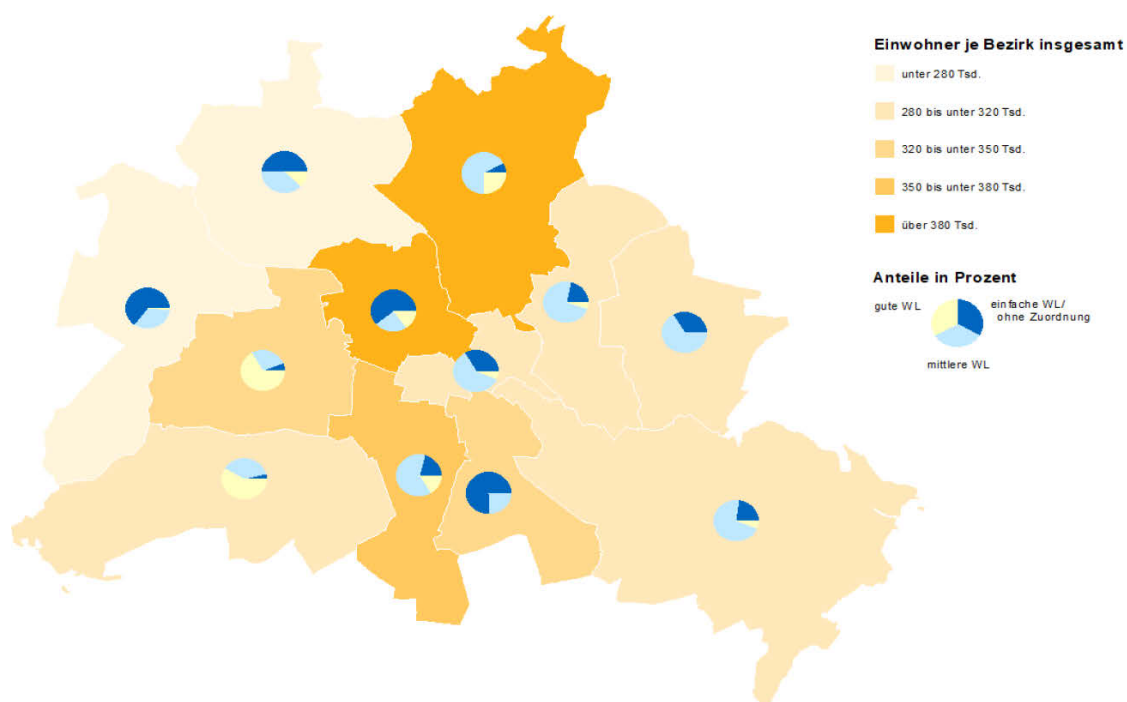 Einwohner je Bezirk insgesamt
unter 280 Tsd.
280 bis unter 320 Tsd.
320 bis unter 350 Tsd.
350 bis unter 380 Tsd.
über 380 Tsd.
Anteile in Prozent
gute WL
einfache WL/
ohne Zuordnung
mittlere WL